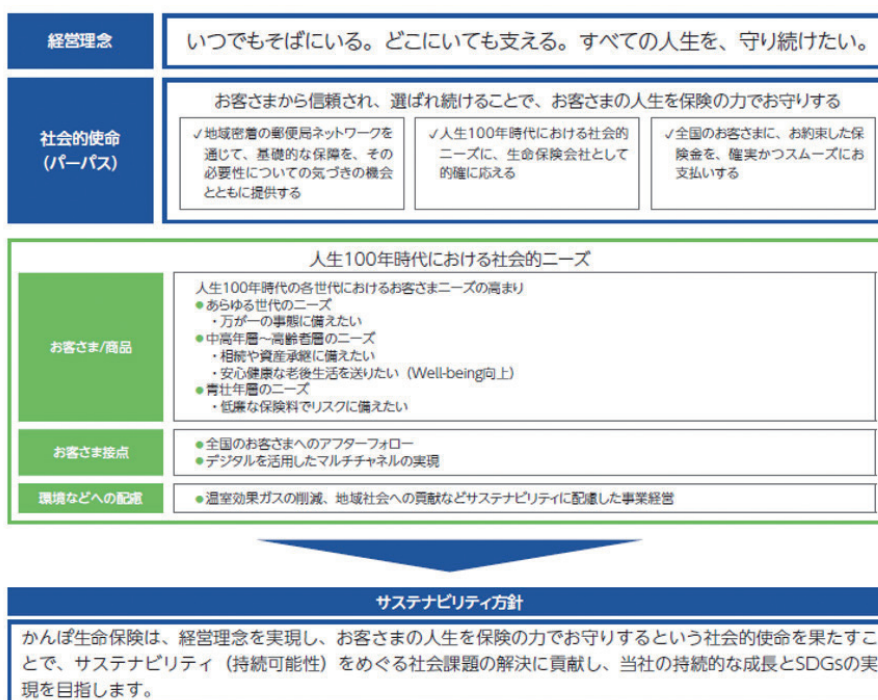 経営理念
いつでもそばにいる。どこにいても支える。すべての人生を、守り続けたい。
社会的使命
(パーパス)
お客さまから信頼され、選ばれ続けることで、お客さまの人生を保険の力でお守りする
✓地域密着の郵便局ネットワークを
通じて、基礎的な保障を、その
必要性についての気づきの機会
とともに提供する
✓人生100年時代における社会的
ニーズに、生命保険会社として
的確に応える
✓全国のお客さまに、お約束した保
険金を、確実かつスムーズにお
支払いする
人生100年時代における社会的ニーズ
お客さま/商品
人生100年時代の各世代におけるお客さまニーズの高まり
●あらゆる世代のニーズ
・万が一の事態に備えたい
●中高年層～高齢者層のニーズ
・相続や資産承継に備えたい
・安心健康な老後生活を送りたい（Well-being向上）
●青壮年層のニーズ
・低廉な保険料でリスクに備えたい
お客さま接点
●全国のお客さまへのアフターフォロー
●デジタルを活用したマルチチャネルの実現
環境などへの配慮
●温室効果ガスの削減、地域社会への貢献などサステナビリティに配慮した事業経営
サステナビリティ方針
かんぽ生命保険は、経営理念を実現し、お客さまの人生を保険の力でお守りするという社会的使命を果たすこ
とで、サステナビリティ（持続可能性）をめぐる社会課題の解決に貢献し、当社の持続的な成長とSDGsの実
現を目指します。